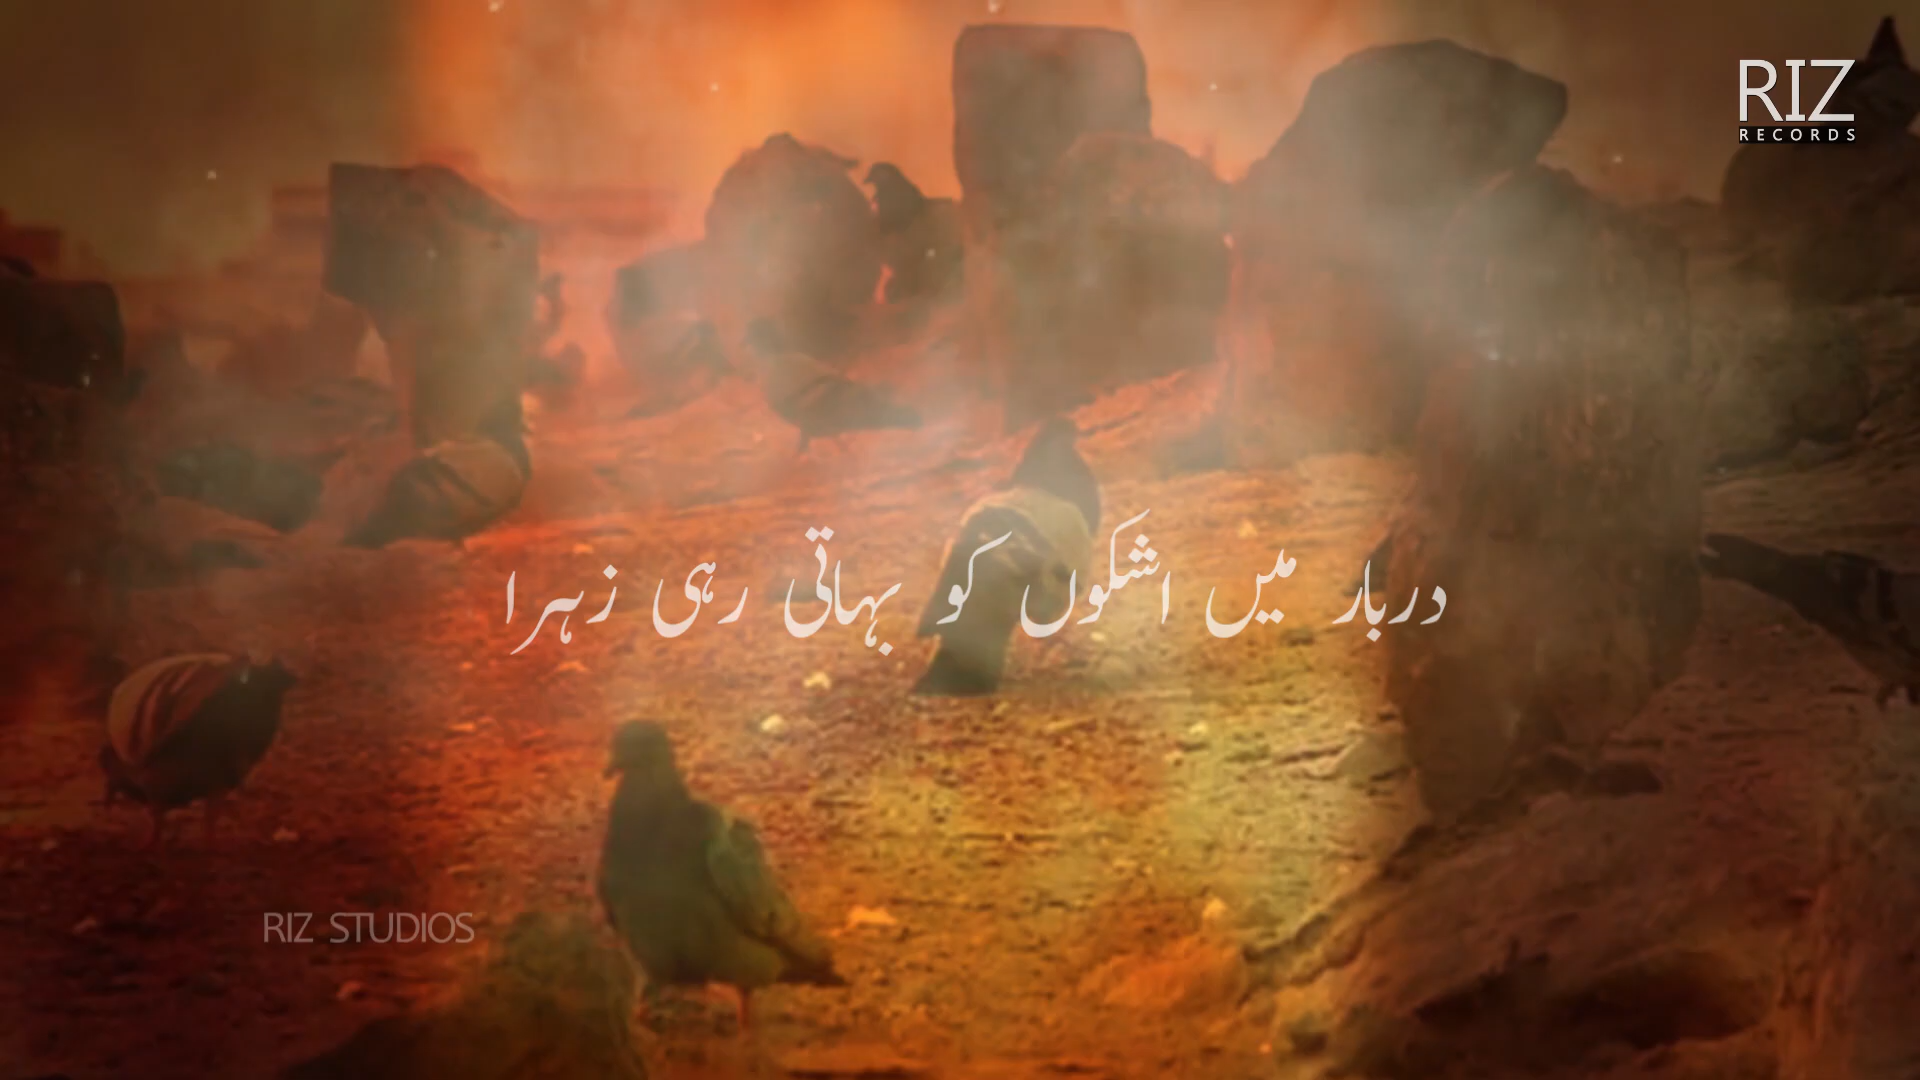 RIZ
RECORDS
دربار میں اشکوں کو بہاتی رہی زہرا
RIZ STUDIOS